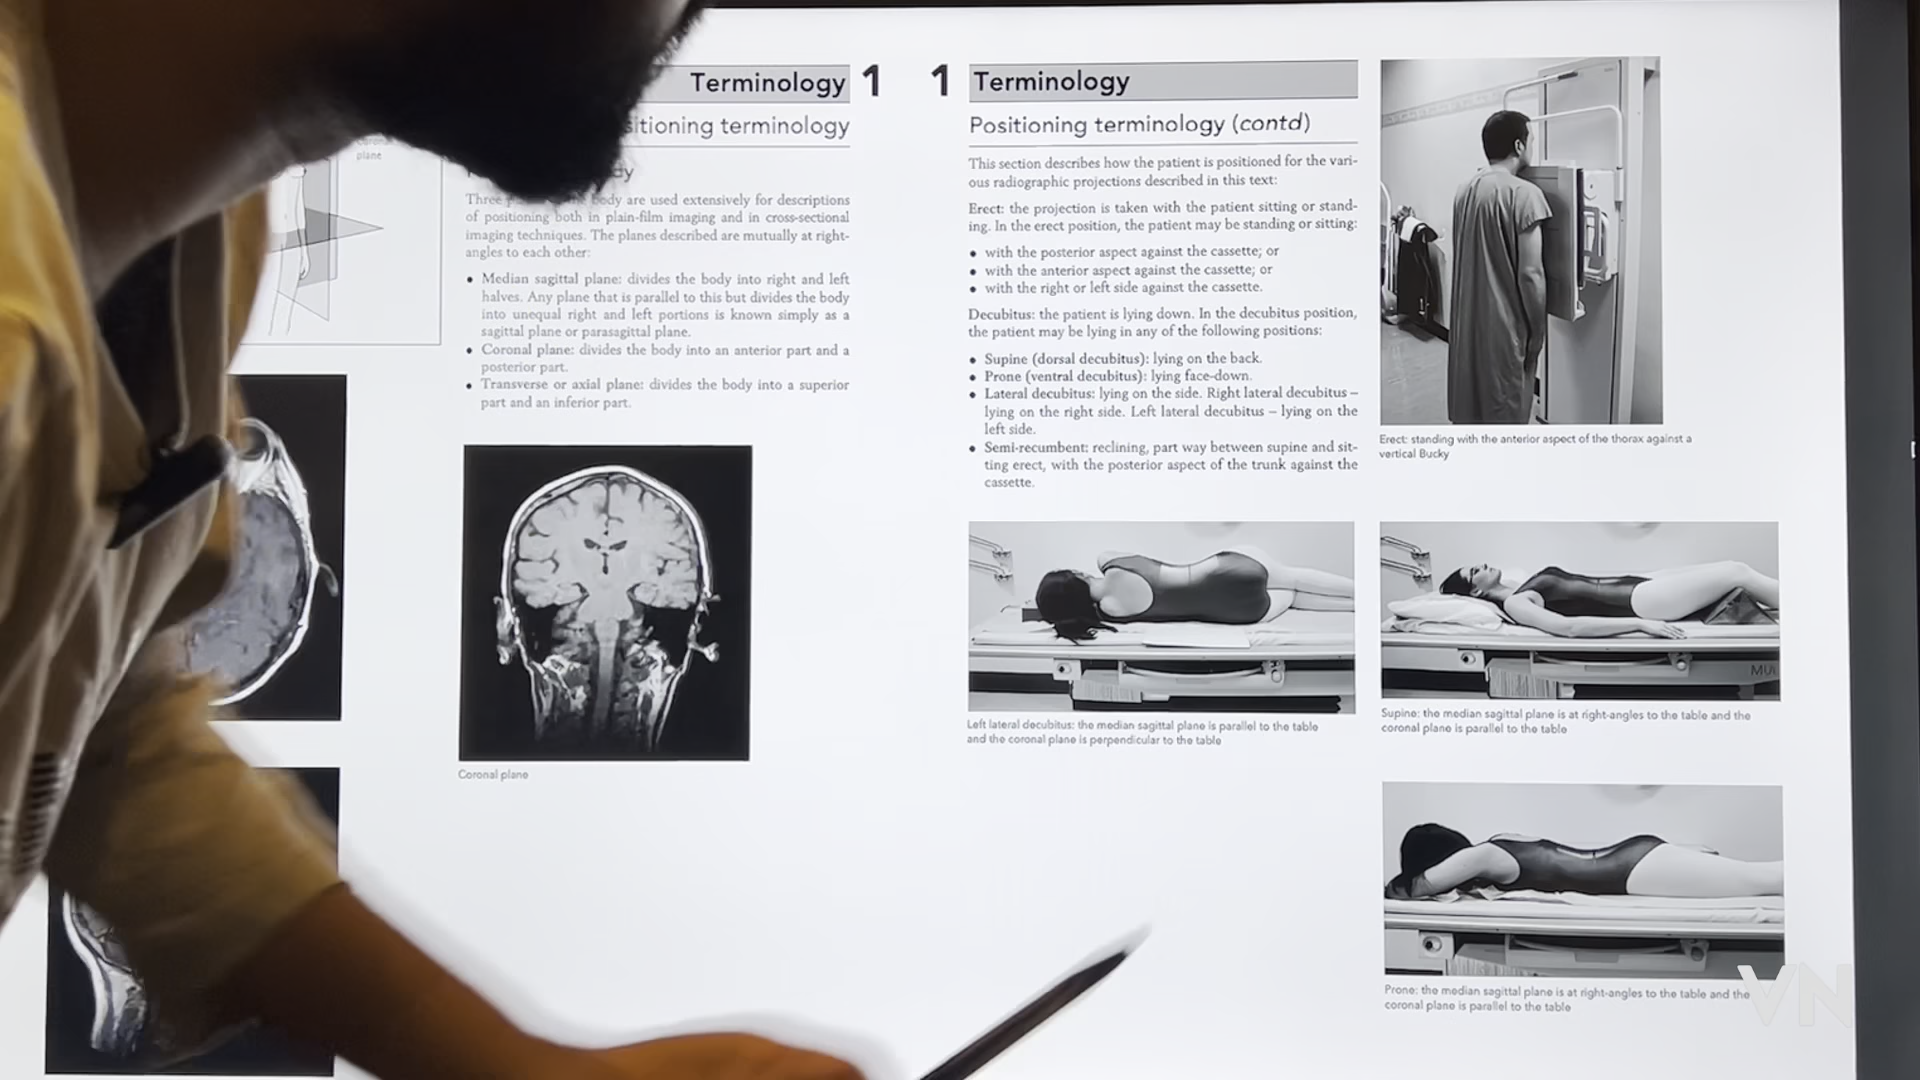 Terminology 1
itioning terminology
plane
dy
Three body are used extensively for descriptions
of positioning both in plain-film imaging and in cross-sectional
imaging techniques. The planes described are mutually at right-
angles to each other:
• Median sagittal plane: divides the body into right and left
halves. Any plane that is parallel to this but divides the body
into unequal right and left portions is known simply as a
sagittal plane or parasagittal plane.
• Coronal plane: divides the body into an anterior part and a
posterior part.
• Transverse or axial plane: divides the body into a superior
part and an inferior part.
Coronal plane
1 Terminology
Positioning terminology (contd)
This section describes how the patient is positioned for the vari-
ous radiographic projections described in this text:
Erect: the projection is taken with the patient sitting or stand-
ing. In the erect position, the patient may be standing or sitting:
• with the posterior aspect against the cassette; or
• with the anterior aspect against the cassette; or
• with the right or left side against the cassette.
Decubitus: the patient is lying down. In the decubitus position,
the patient may be lying in any of the following positions:
• Supine (dorsal decubitus): lying on the back.
• Prone (ventral decubitus): lying face-down.
• Lateral decubitus: lying on the side. Right lateral decubitus –
lying on the right side. Left lateral decubitus – lying on the
left side.
• Semi-recumbent: reclining, part way between supine and sit-
ting erect, with the posterior aspect of the trunk against the
cassette.
Erect: standing with the anterior aspect of the thorax against a
vertical Bucky
Left lateral decubitus: the median sagittal plane is parallel to the table
and the coronal plane is perpendicular to the table
MUL
Supine: the median sagittal plane is at right-angles to the table and the
coronal plane is parallel to the table
Prone: the median sagittal plane is at right-angles to the table and the
coronal plane is parallel to the table
VN